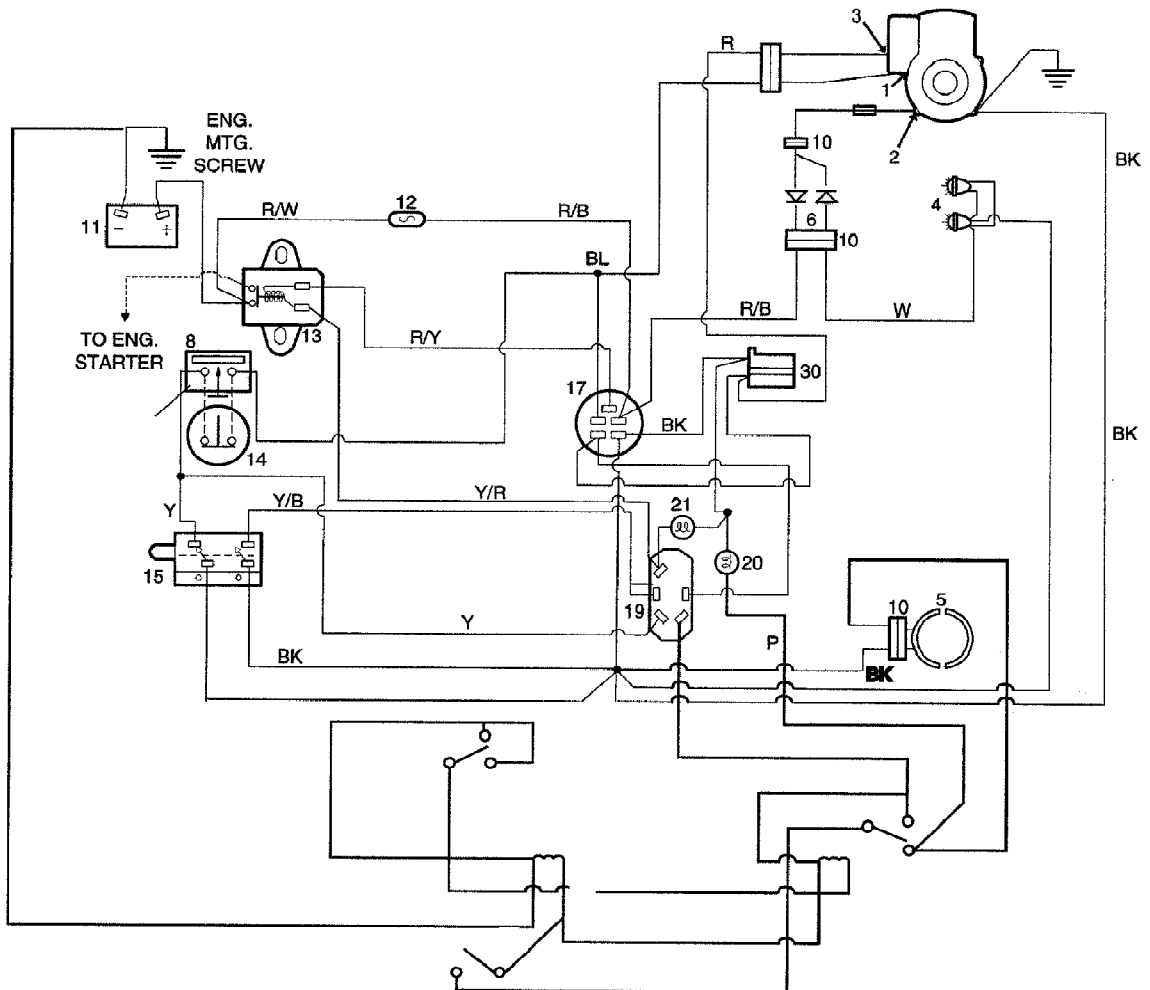 3
R
1
2
ENG.
MTG.
SCREW
BK
10
12
4
11
−
+
R/W
R/B
6
10
BL
13
R/B
W
TO ENG.
STARTER
8
R/Y
30
17
BK
BK
14
Y/R
Y/B
Y
21
15
20
19
10
5
Y
P
BK
BK